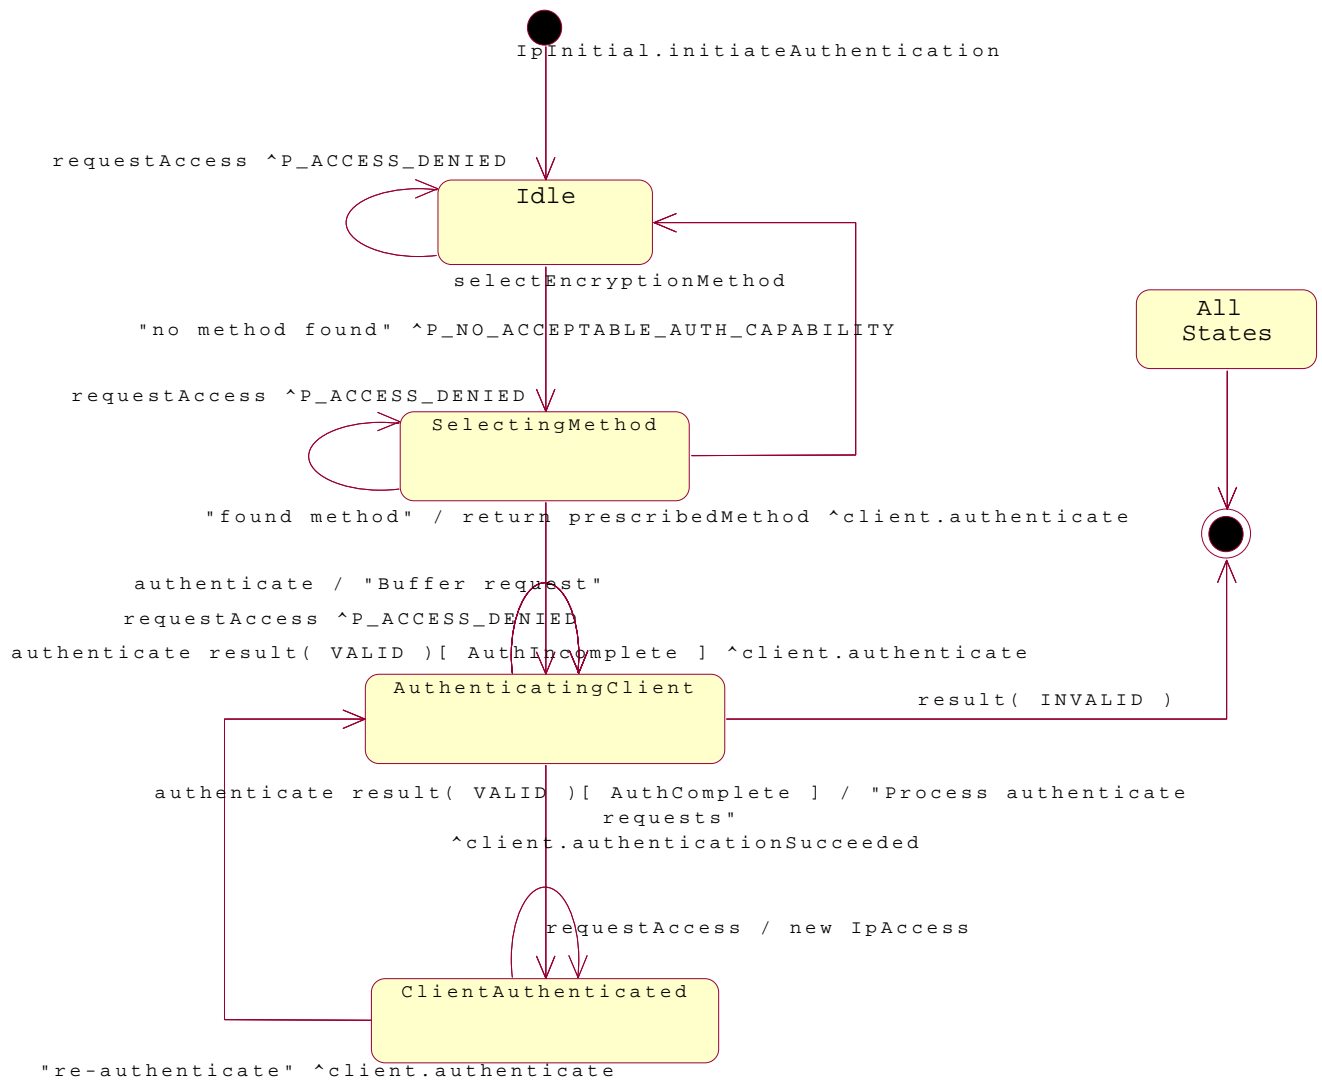 IpInitial.initiateAuthentication
requestAccess ^P_ACCESS_DENIED
Idle
selectEncryptionMethod
All
States
"no method found" ^P_NO_ACCEPTABLE_AUTH_CAPABILITY
requestAccess ^P_ACCESS_DENIED
SelectingMethod
"found method" / return prescribedMethod ^client.authenticate
authenticate / "Buffer request"
requestAccess ^P_ACCESS_DENIED
authenticate result( VALID )[ AuthIncomplete ] ^client.authenticate
AuthenticatingClient
result( INVALID )
authenticate result( VALID )[ AuthComplete ] / "Process authenticate
requests"
^client.authenticationSucceeded
requestAccess / new IpAccess
ClientAuthenticated
"re-authenticate" ^client.authenticate